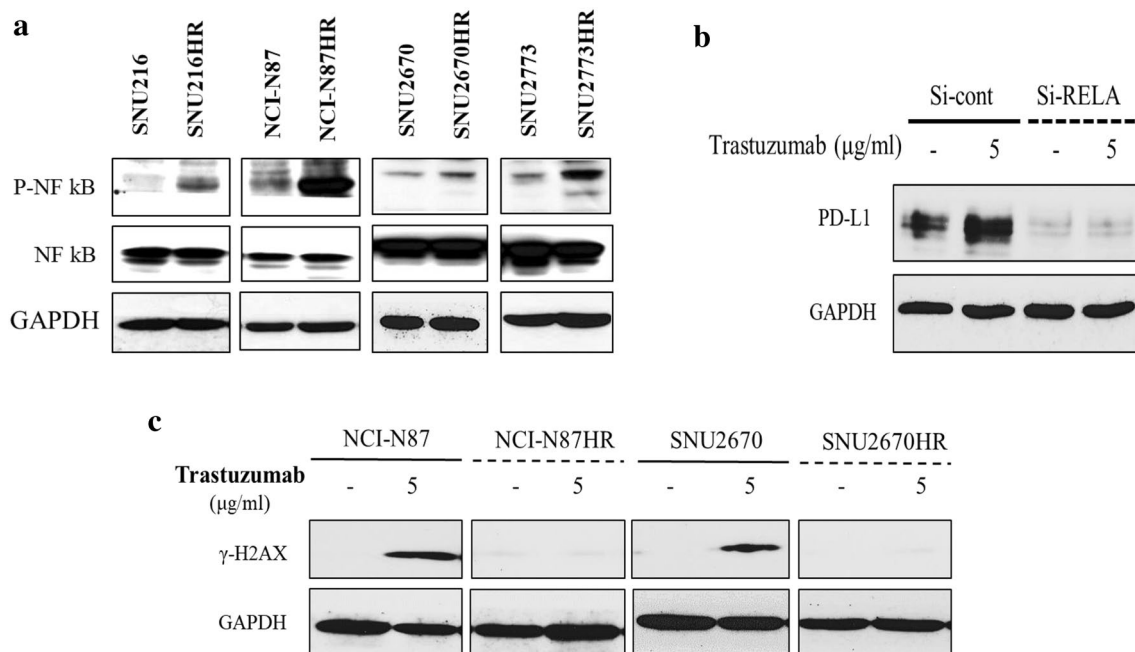 a
SNU216
SNU216HR
NCI-N87
NCI-N87HR
SNU2670
SNU2670HR
SNU2773
SNU2773HR
P-NF kB
NF kB
GAPDH
b
Si-cont Si-RELA
Trastuzumab (μg/ml) - 5 - 5
PD-L1
GAPDH
c
NCI-N87 NCI-N87HR SNU2670 SNU2670HR
Trastuzumab - 5 - 5 - 5 - 5
(μg/ml)
γ-H2AX
GAPDH